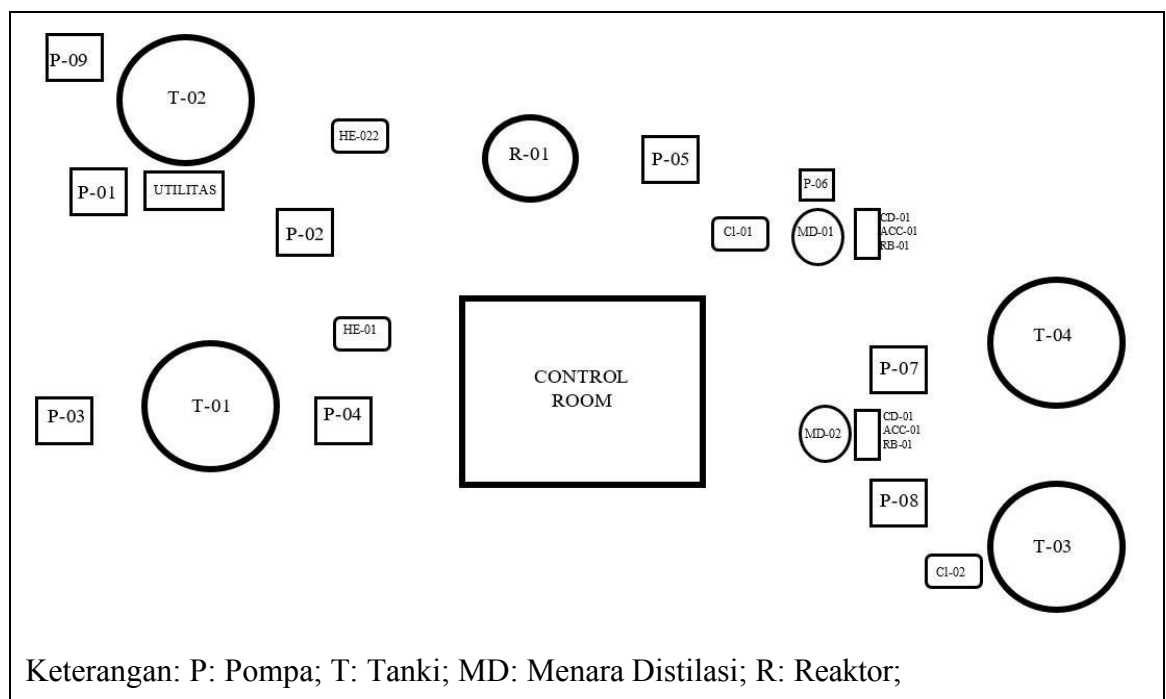 P-09
T-02
HE-022
R-01
P-05
P-01
UTILITAS
P-02
P-06
Cl-01
MD-01
CD-01
ACC-01
RB-01
HE-01
T-04
CONTROL
ROOM
P-07
P-03
T-01
P-04
MD-02
CD-01
ACC-01
RB-01
P-08
T-03
Cl-02
Keterangan: P: Pompa; T: Tanki; MD: Menara Distilasi; R: Reaktor;